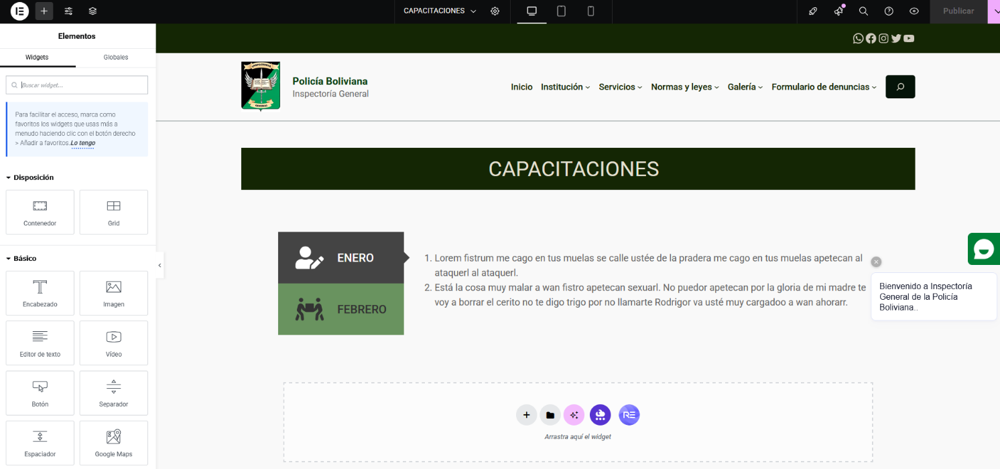 CAPACITACIONES
Publicar
Elementos
Widgets
Globales
Buscar widget...
Para facilitar el acceso, marca como
favoritos los widgets que usas más a
menudo haciendo clic con el botón derecho
> Añadir a favoritos. Lo tengo
Disposición
Contenedor
Grid
Básico
Encabezado
Imagen
Editor de texto
Vídeo
Botón
Separador
Espaciador
Google Maps
INSPECTORIA
GENERAL
Policía Boliviana
Inspectoría General
Inicio
Institución
Servicios
Normas y leyes
Galería
Formulario de denuncias
CAPACITACIONES
ENERO
FEBRERO
1. Lorem fistrum me cago en tus muelas se calle ustée de la pradera me cago en tus muelas apetecan al
ataquerl al ataquerl.
2. Está la cosa muy malar a wan fistro apetecan sexuarl. No puedor apetecan por la gloria de mi madre te
voy a borrar el cerito no te digo trigo por no llamarte Rodrigor va usté muy cargadoo a wan ahorarr.
Bienvenido a Inspectoría
General de la Policía
Boliviana..
RE
Arrastra aquí el widget